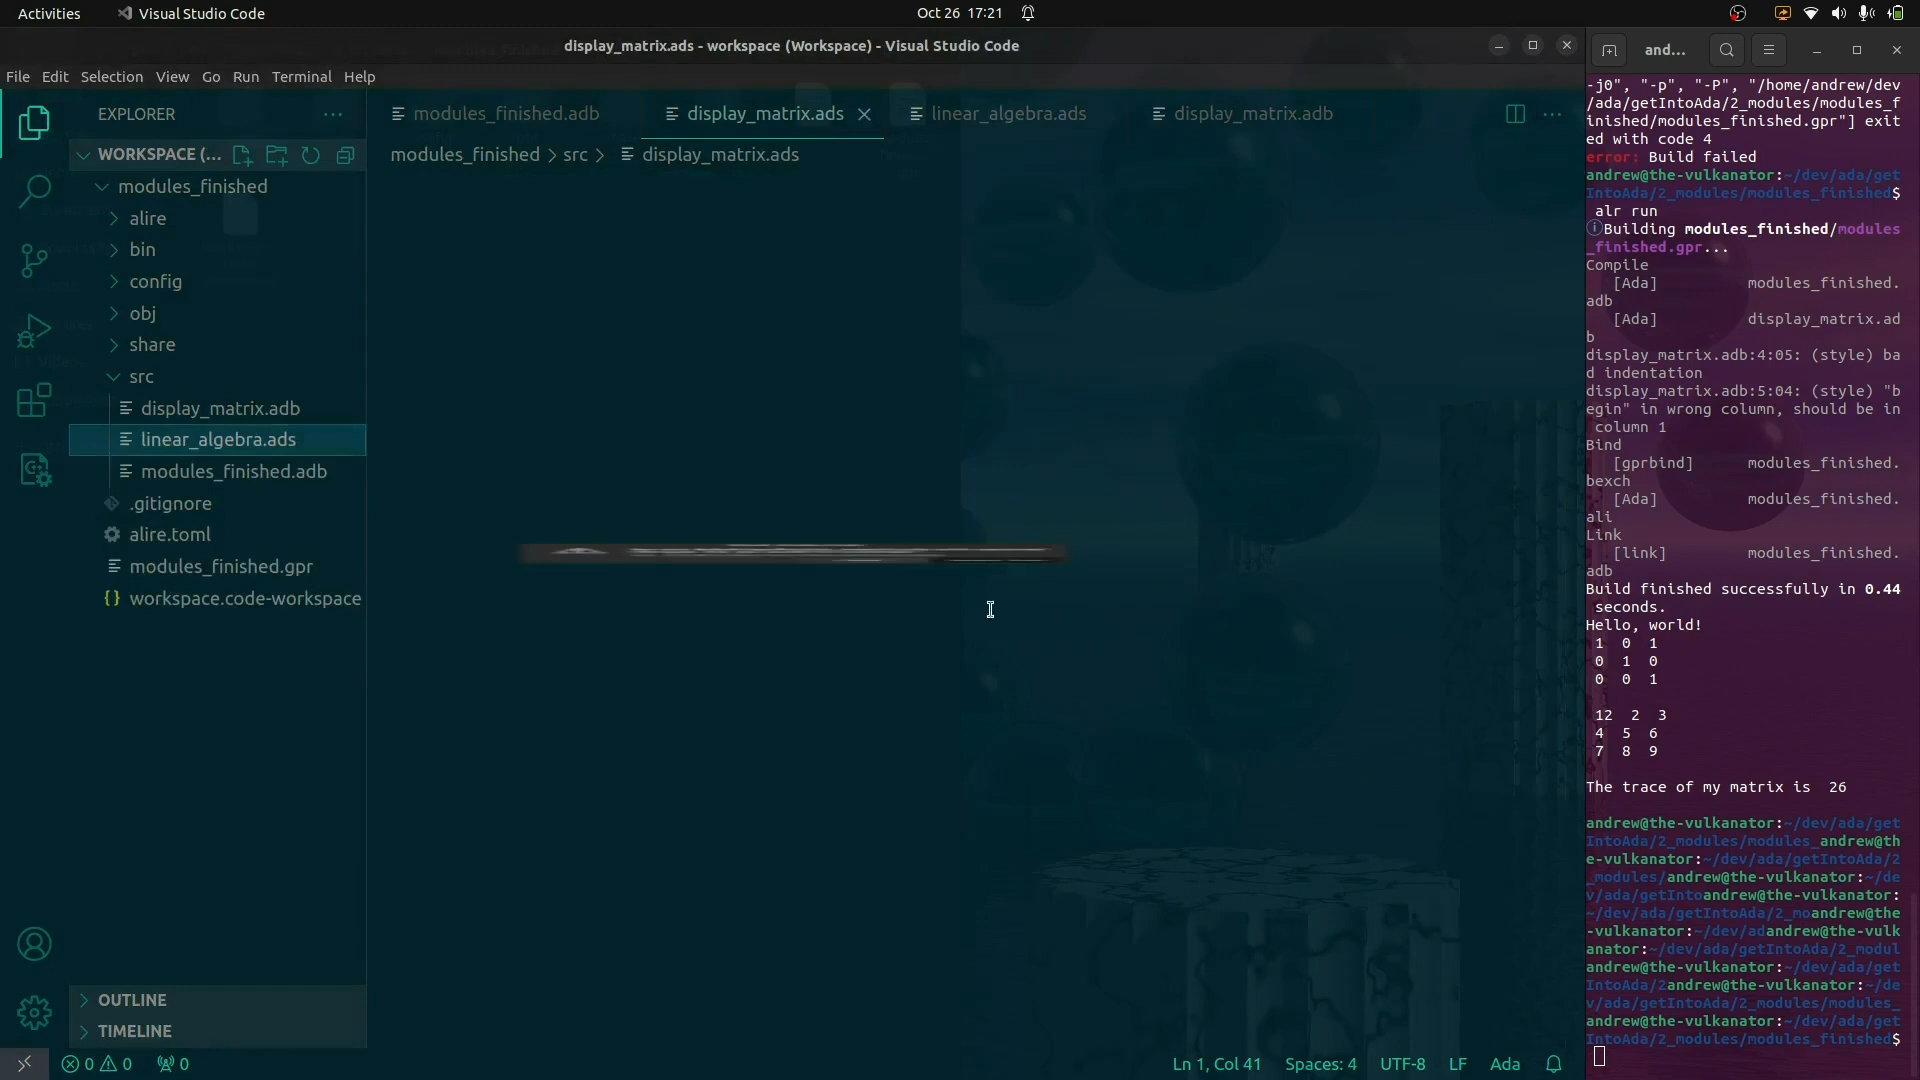 Activities
Visual Studio Code
Oct 26 17:21
display_matrix.ads - workspace (Workspace) - Visual Studio Code
and...
File Edit Selection View Go Run Terminal Help
EXPLORER
WORKSPACE (...
modules_finished
alire
bin
config
obj
share
src
display_matrix.adb
linear_algebra.ads
modules_finished.adb
.gitignore
alire.toml
modules_finished.gpr
workspace.code-workspace
OUTLINE
TIMELINE
modules_finished.adb
display_matrix.ads
linear_algebra.ads
display_matrix.adb
modules_finished > src > display_matrix.ads
-j0", "-p", "-P", "/home/andrew/dev
/ada/getIntoAda/2_modules/modules_f
inished/modules_finished.gpr"] exit
ed with code 4
error: Build failed
andrew@the-vulkanator:~/dev/ada/get
IntoAda/2_modules/modules_finished$
alr run
Building modules_finished/modules
_finished.gpr...
Compile
[Ada] modules_finished.
adb
[Ada] display_matrix.ad
b
display_matrix.adb:4:05: (style) ba
d indentation
display_matrix.adb:5:04: (style) "b
egin" in wrong column, should be in
column 1
Bind
[gprbind] modules_finished.
bexch
[Ada] modules_finished.
ali
Link
[link] modules_finished.
adb
Build finished successfully in 0.44
seconds.
Hello, world!
1 0 1
0 1 0
0 0 1
12 2 3
4 5 6
7 8 9
The trace of my matrix is 26
andrew@the-vulkanator:~/dev/ada/get
IntoAda/2_modules/modules_andrew@th
e-vulkanator:~/dev/ada/getIntoAda/2
_modules/andrew@the-vulkanator:~/de
v/ada/getIntoandrew@the-vulkanator:
~/dev/ada/getIntoAda/2_moandrew@the
-vulkanator:~/dev/adandrew@the-vulk
anator:~/dev/ada/getIntoAda/2_modul
andrew@the-vulkanator:~/dev/ada/get
IntoAda/2andrew@the-vulkanator:~/de
v/ada/getIntoAda/2_modules/modules_
andrew@the-vulkanator:~/dev/ada/get
IntoAda/2_modules/modules_finished$
0 0 0
Ln 1, Col 41
Spaces: 4
UTF-8
LF
Ada